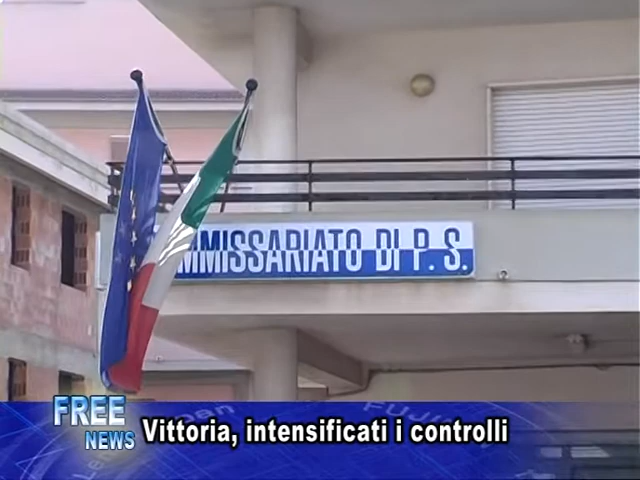 MMISSARIATO DI P. S.
FREE
NEWS
Vittoria, intensificati i controlli